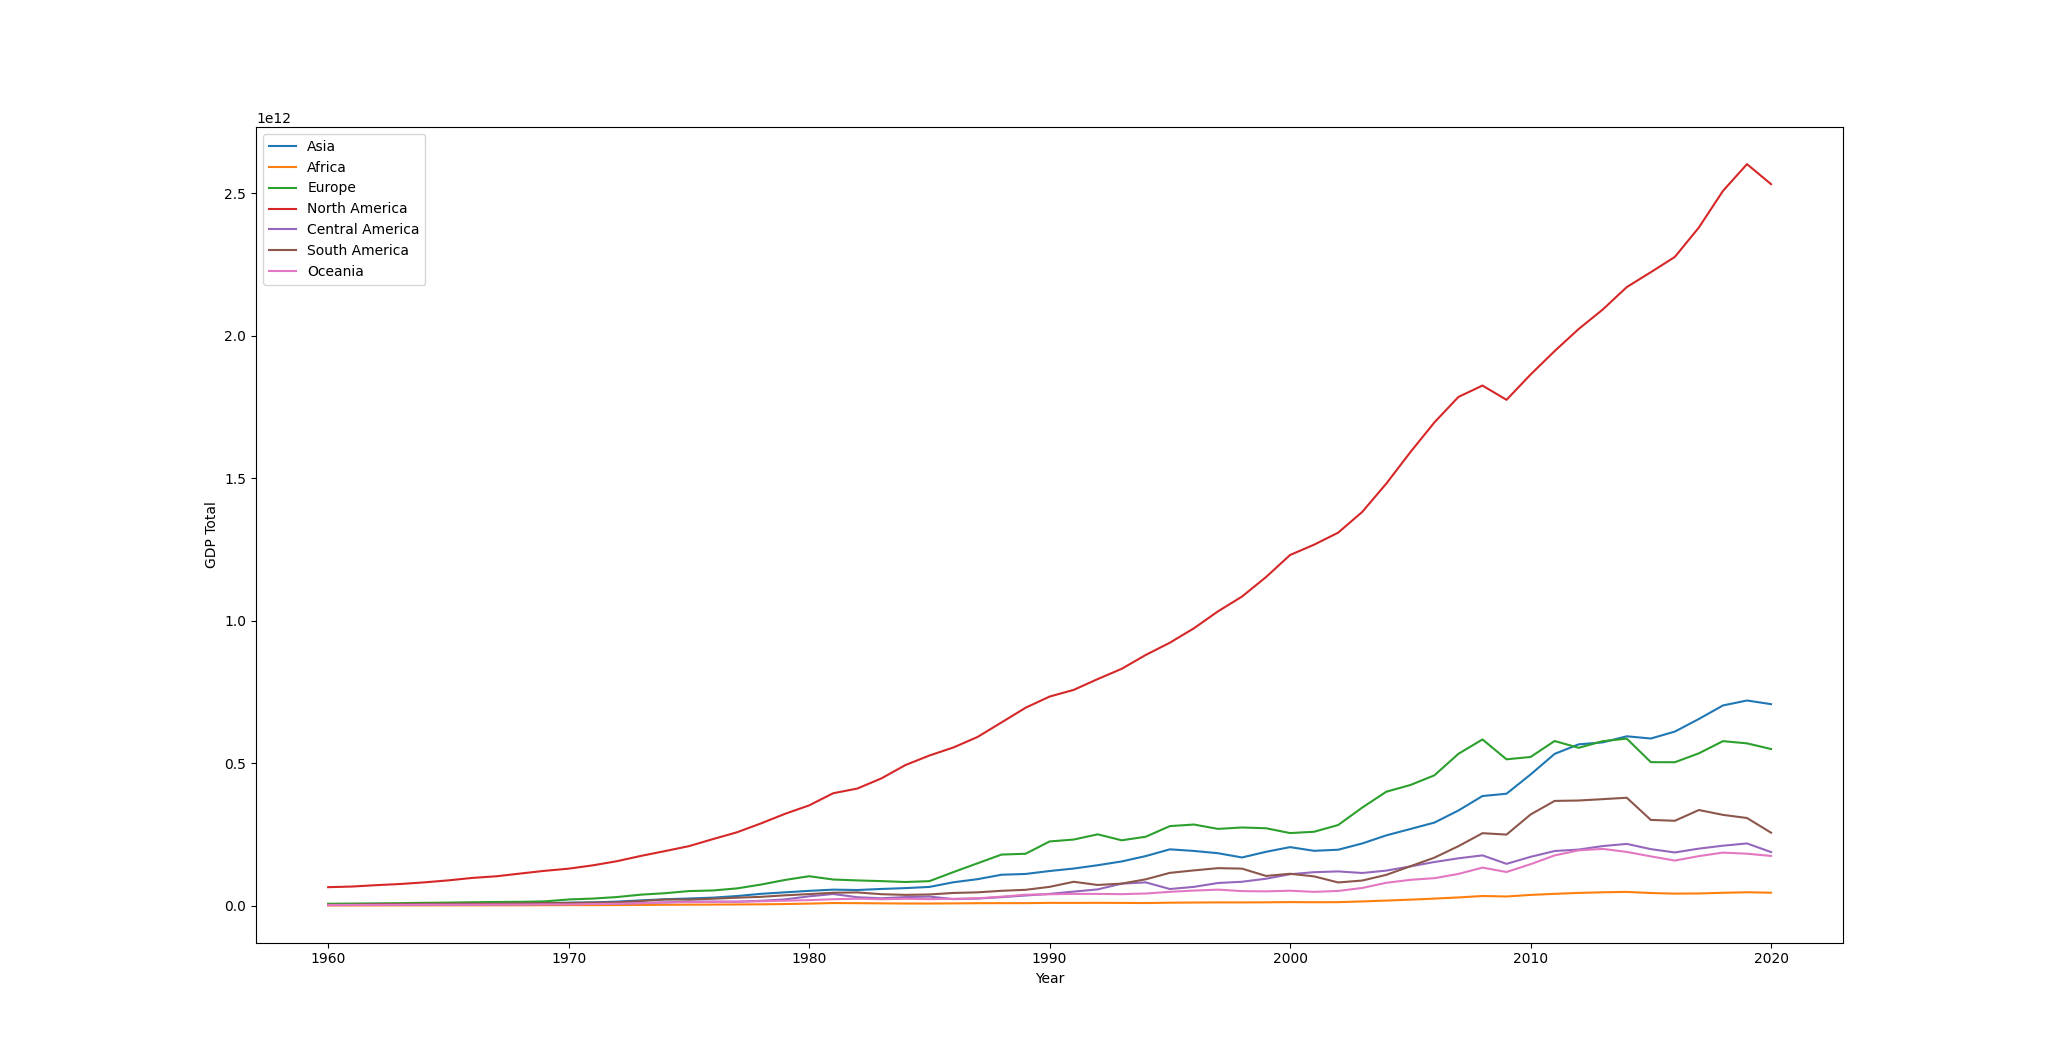 1e12
Asia
Africa
Europe
North America
Central America
South America
Oceania
2.5
2.0
1.5
1.0
0.5
0.0
GDP Total
1960 1970 1980 1990 2000 2010 2020
Year